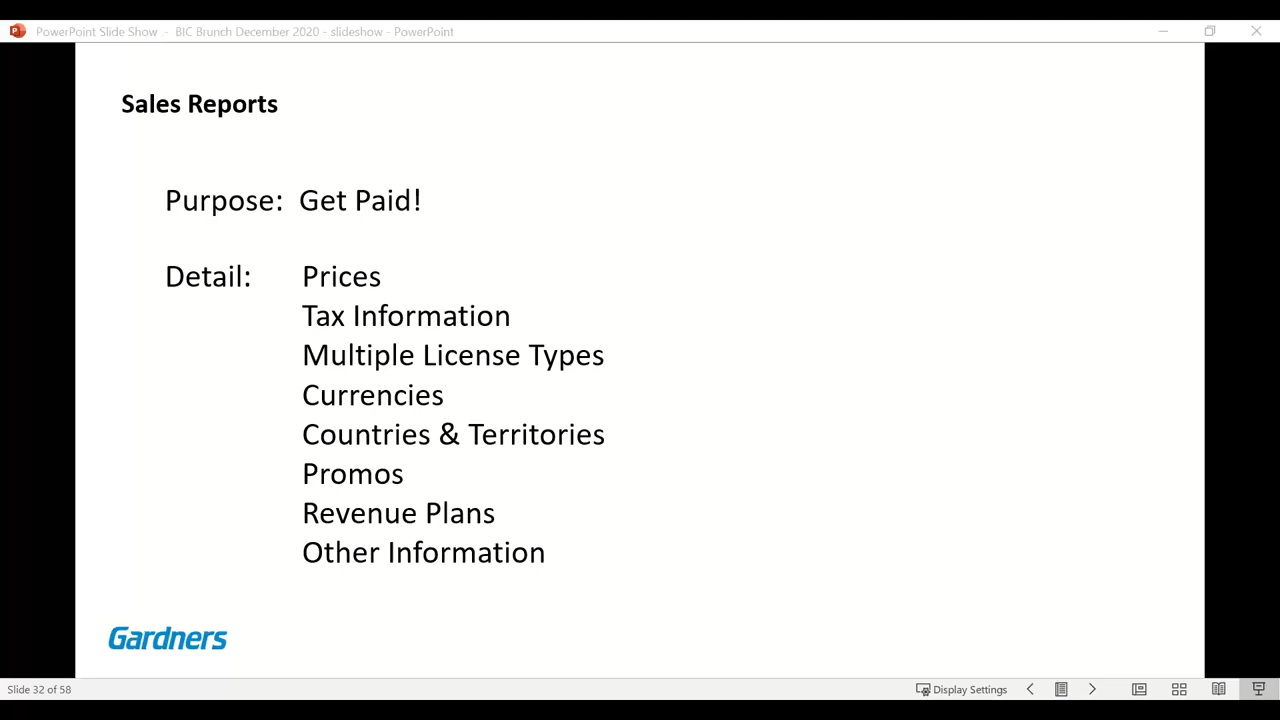 PowerPoint Slide Show - BIC Brunch December 2020 - slideshow - PowerPoint
Sales Reports
Purpose: Get Paid!
Detail: Prices
Tax Information
Multiple License Types
Currencies
Countries & Territories
Promos
Revenue Plans
Other Information
Gardners
Slide 32 of 58 Display Settings